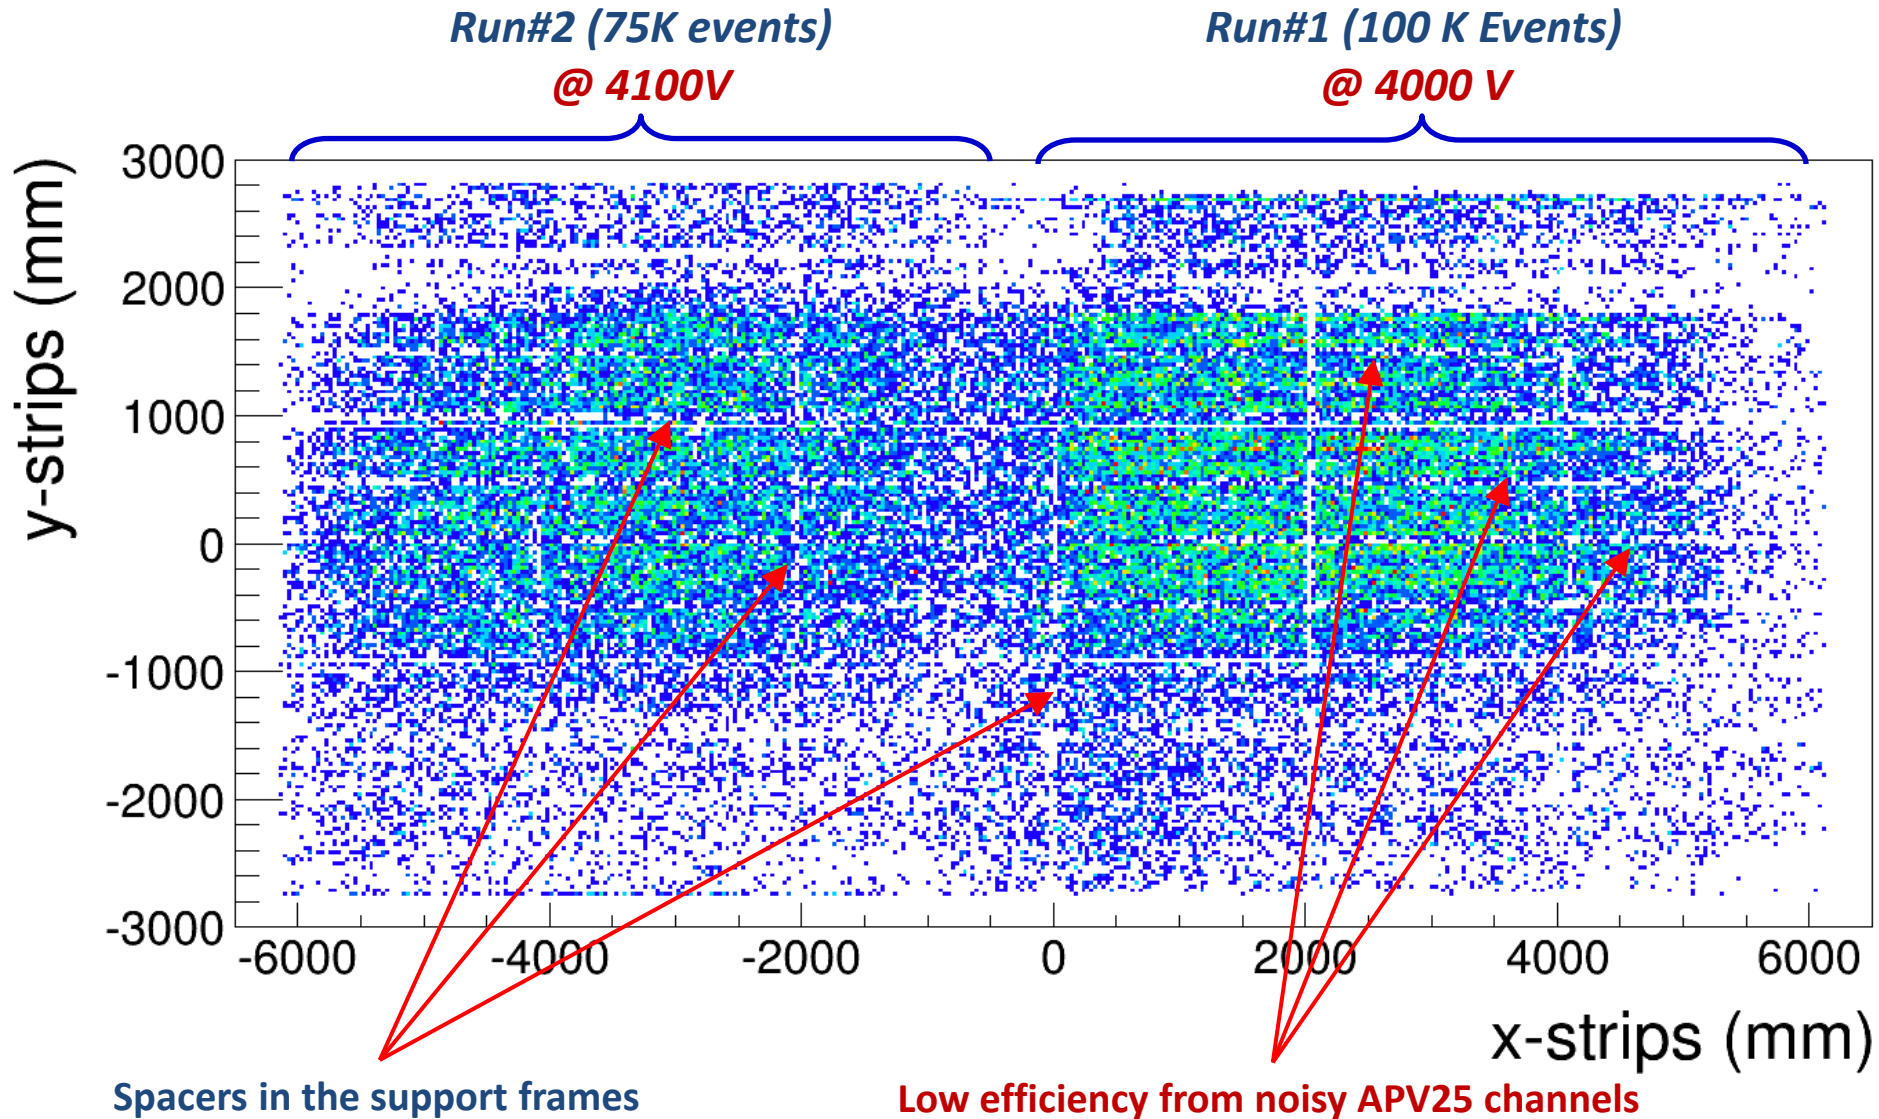 Run#2 (75K events)
@ 4100V
Run#1 (100 K Events)
@ 4000 V
y-strips (mm)
3000
2000
1000
0
-1000
-2000
-3000
-6000
-4000
-2000
0
2000
4000
6000
x-strips (mm)
Spacers in the support frames
Low efficiency from noisy APV25 channels